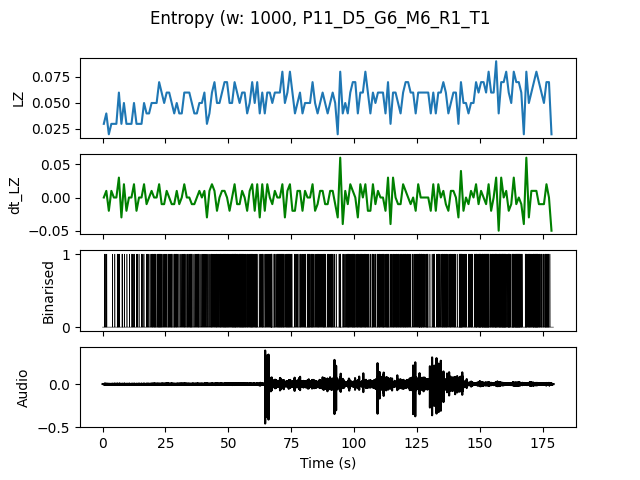 Entropy (w: 1000, P11_D5_G6_M6_R1_T1
LZ
0.075
0.050
0.025
dt_LZ
0.05
0.00
−0.05
Binarised
1
0
Audio
0.0
−0.5
0 25 50 75 100 125 150 175
Time (s)